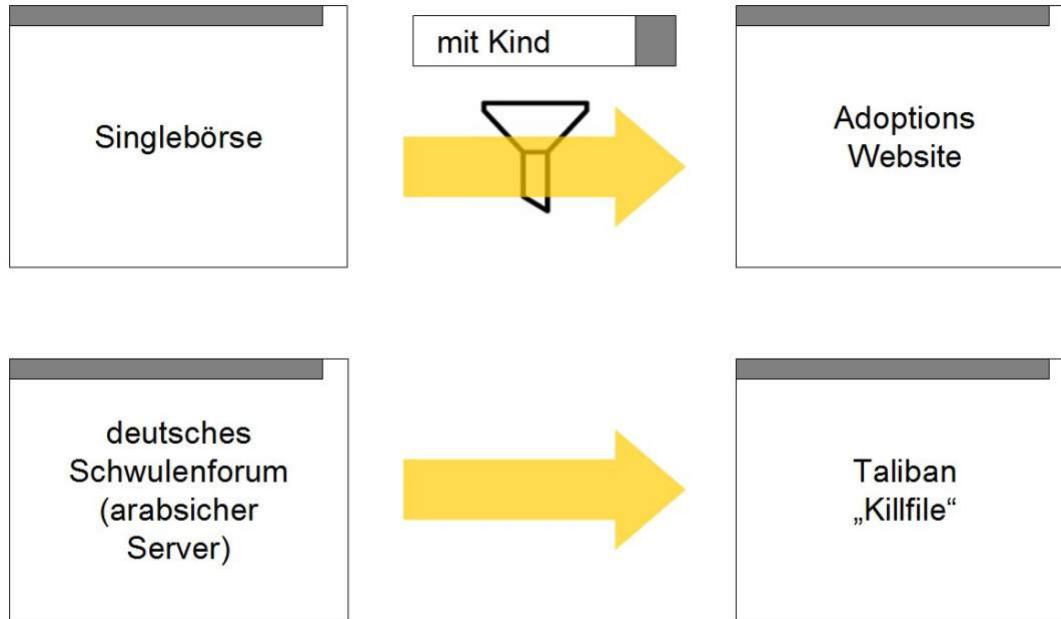 Singlebörse
mit Kind
Adoptions
Website
deutsches
Schwulenforum
(arabsicher
Server)
Taliban
„Killfile“